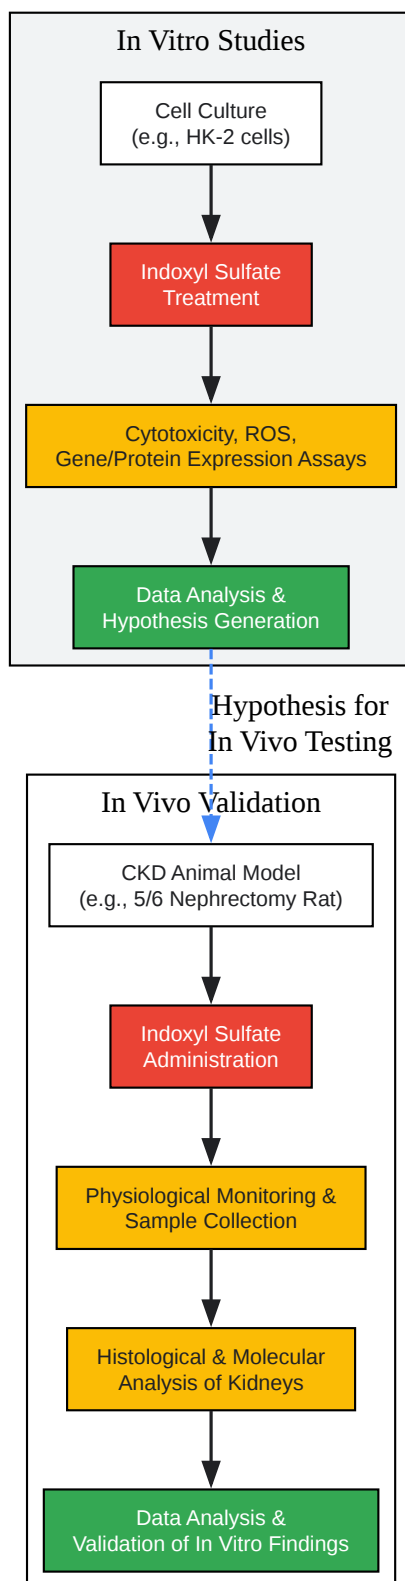 In Vitro Studies
Cell Culture
(e.g., HK-2 cells)
Indoxyl Sulfate
Treatment
Cytotoxicity, ROS,
Gene/Protein Expression Assays
Data Analysis &
Hypothesis Generation
Hypothesis for
In Vivo Testing
In Vivo Validation
CKD Animal Model
(e.g., 5/6 Nephrectomy Rat)
Indoxyl Sulfate
Administration
Physiological Monitoring &
Sample Collection
Histological & Molecular
Analysis of Kidneys
Data Analysis &
Validation of In Vitro Findings